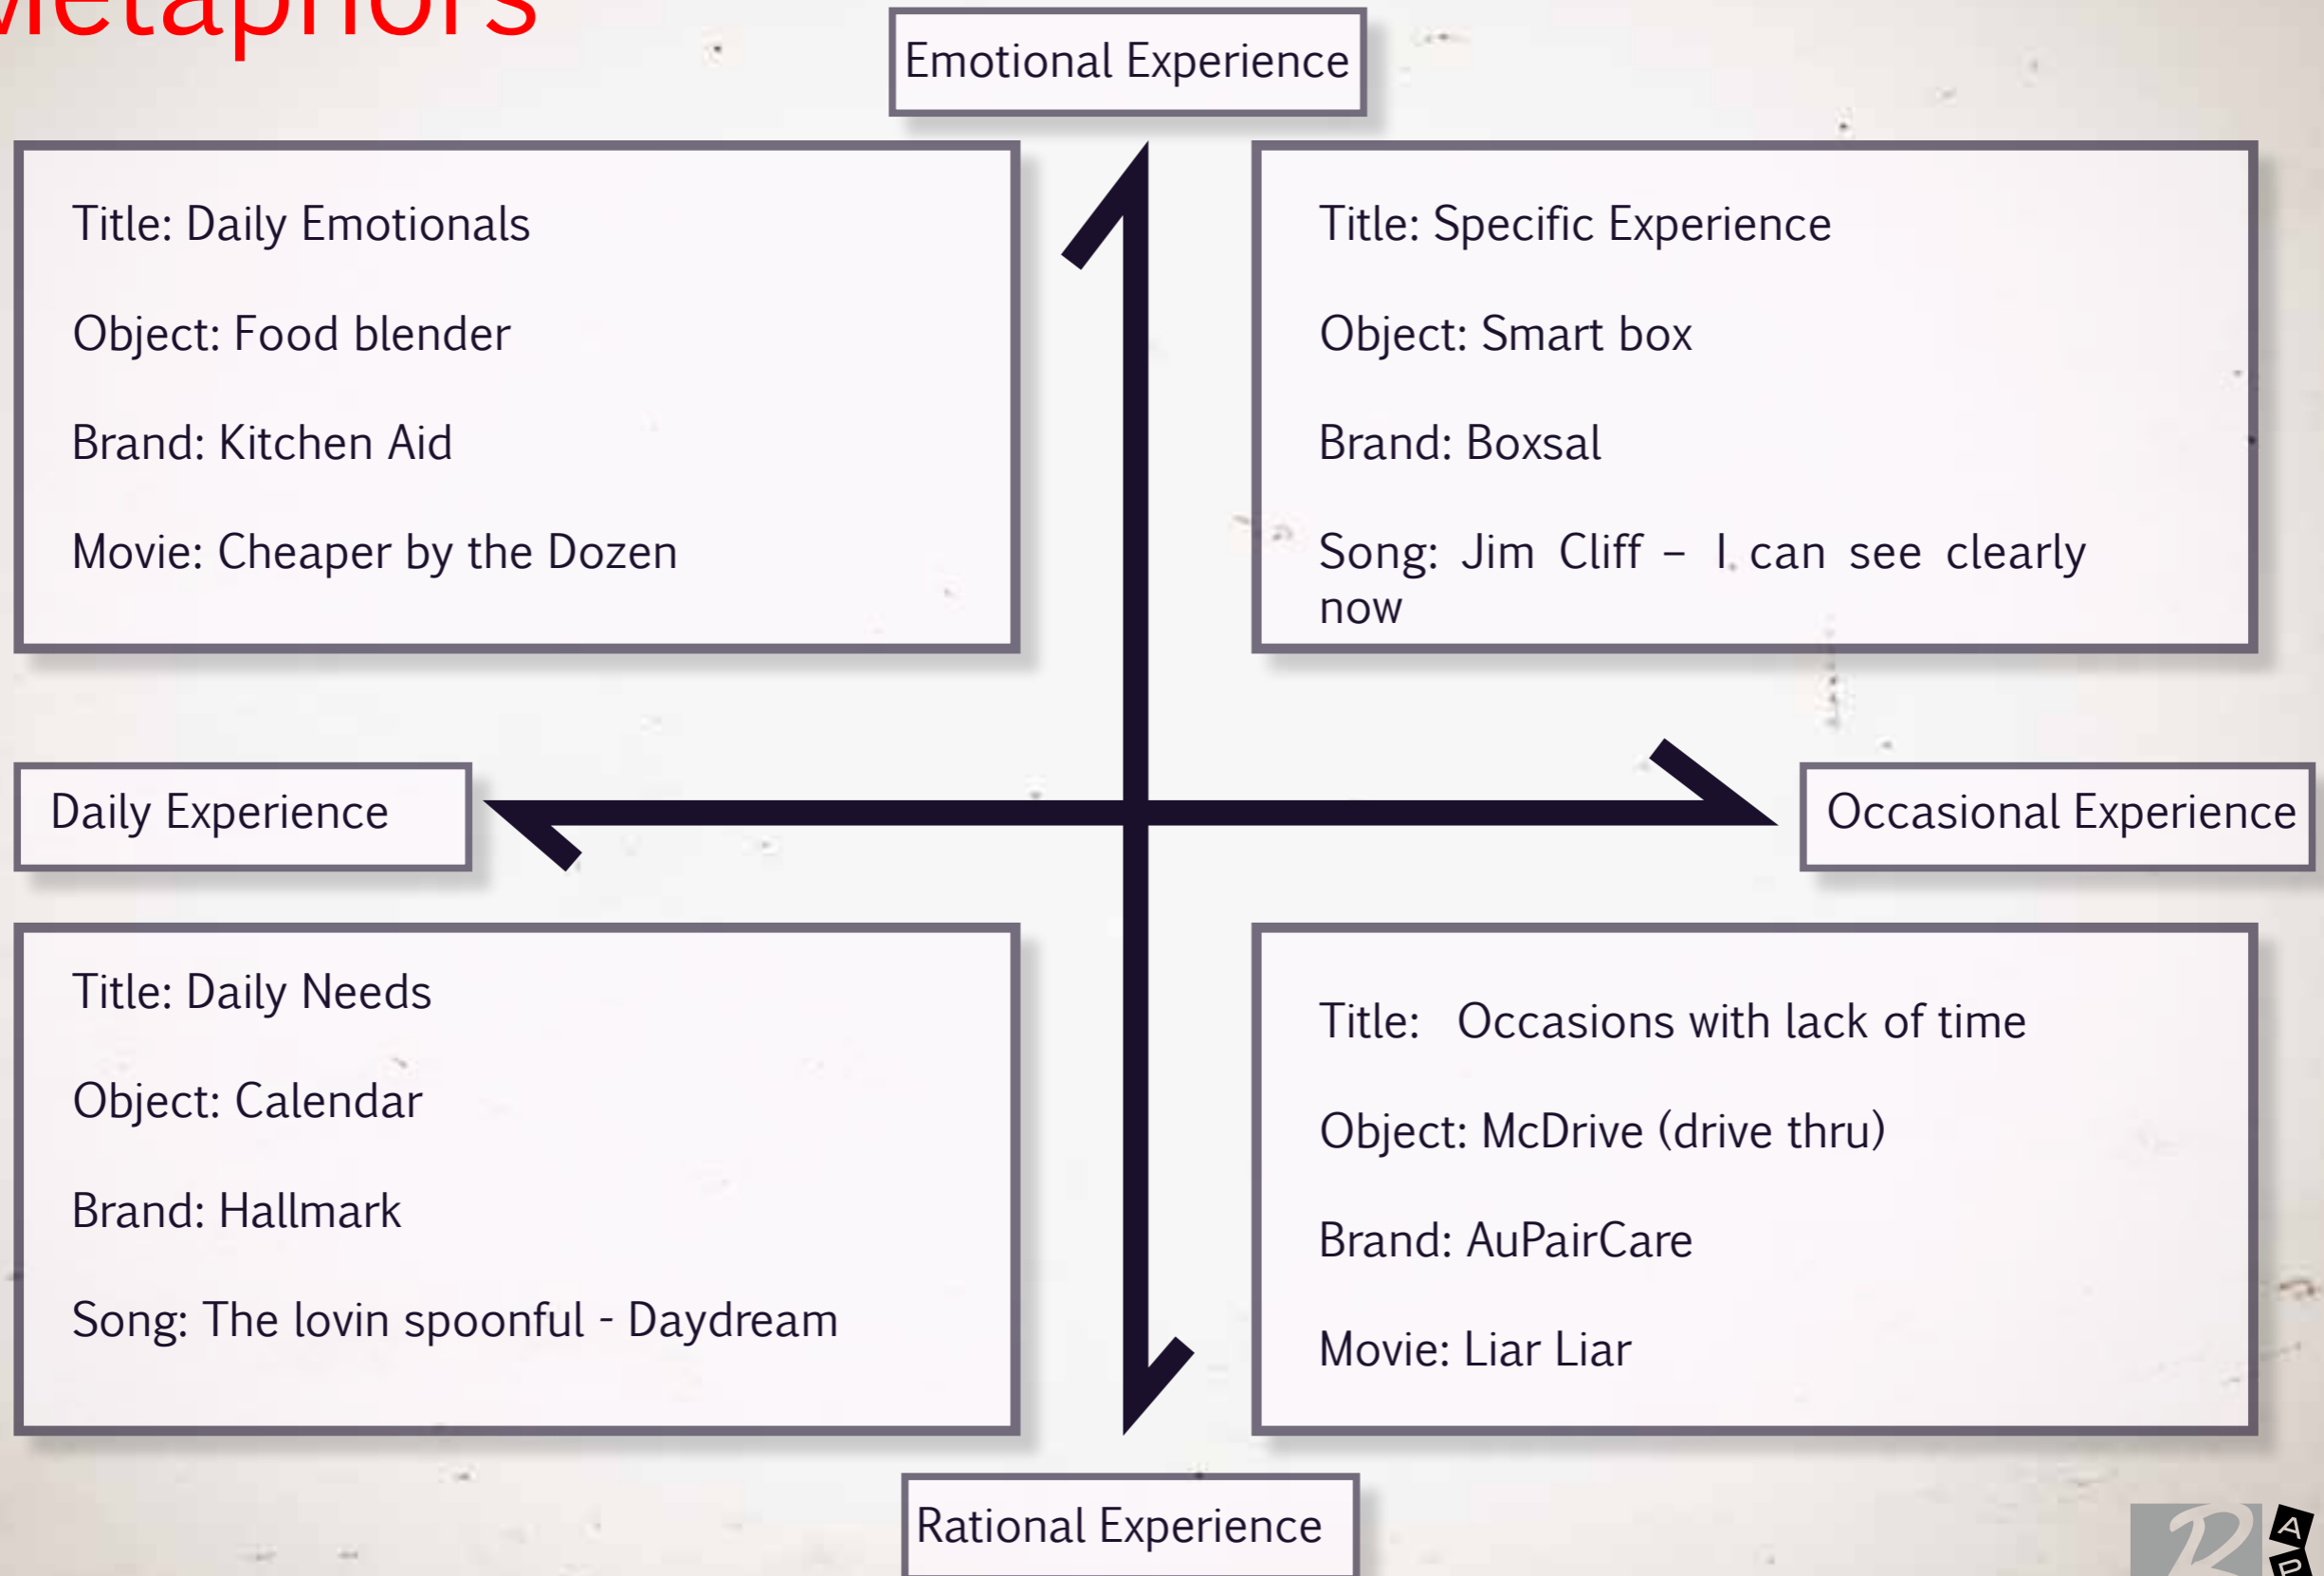 Metaphors
Emotional Experience
Title: Daily Emotionals
Object: Food blender
Brand: Kitchen Aid
Movie: Cheaper by the Dozen
Title: Specific Experience
Object: Smart box
Brand: Boxsal
Song: Jim Cliff – I can see clearly
now
Daily Experience
Occasional Experience
Title: Daily Needs
Object: Calendar
Brand: Hallmark
Song: The lovin spoonful - Daydream
Title: Occasions with lack of time
Object: McDrive (drive thru)
Brand: AuPairCare
Movie: Liar Liar
Rational Experience
R
A